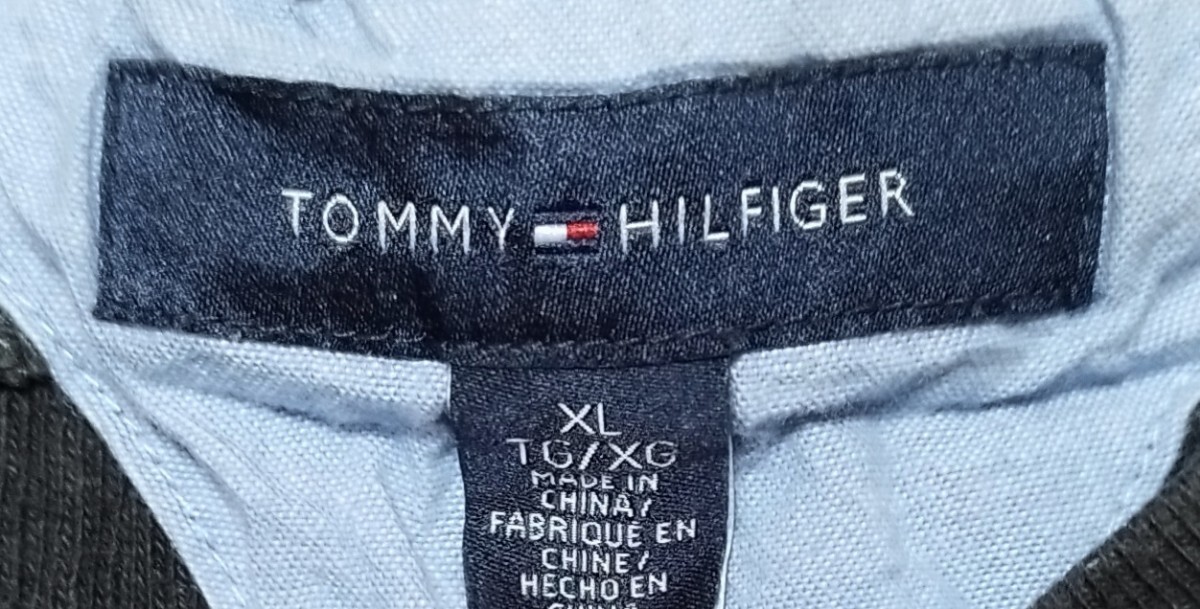 TOMMY HILFIGER
XL
TG/XG
MADE IN
CHINA/
FABRIQUÉ EN
CHINE/
HECHO EN